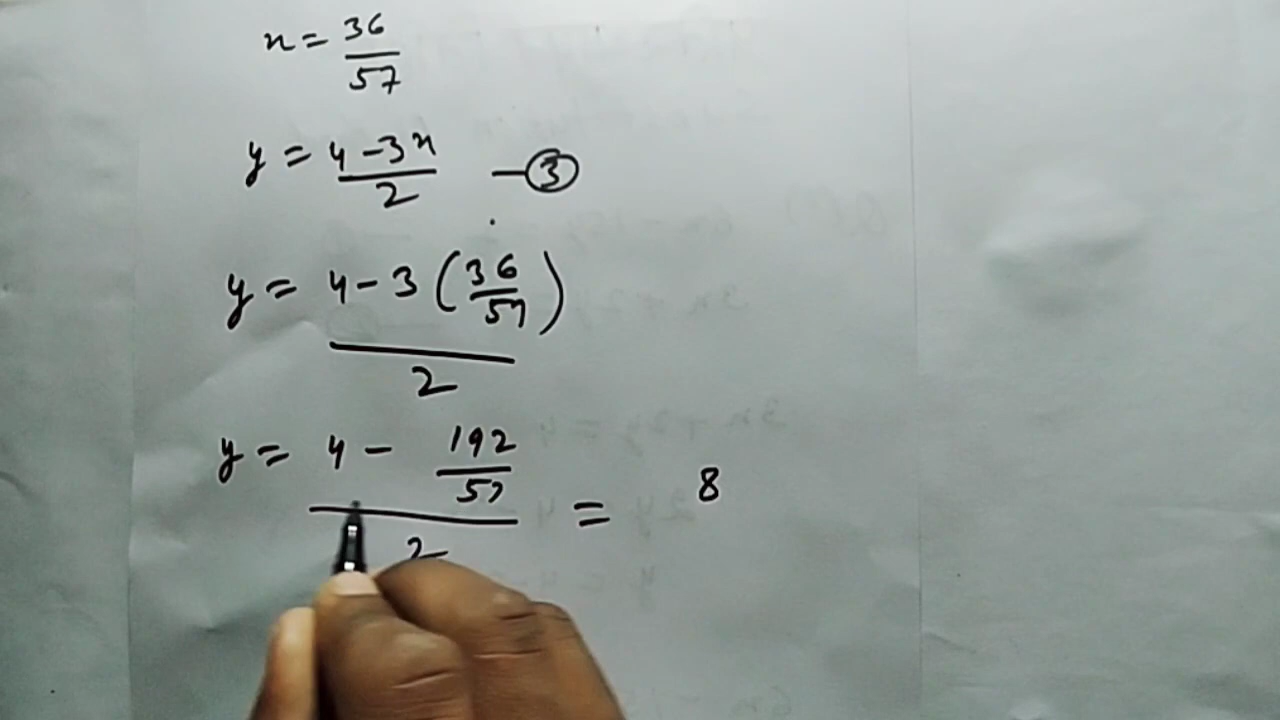 x = 36/57
y = 4 - 3x/2 — ③
y = 4 - 3 (36/57)/2
y = 4 - 192/57/2 = 8